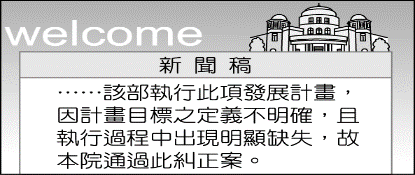 welcome
新聞稿
⋯⋯該部執行此項發展計畫，
因計畫目標之定義不明確，且
執行過程中出現明顯缺失，故
本院通過此糾正案。